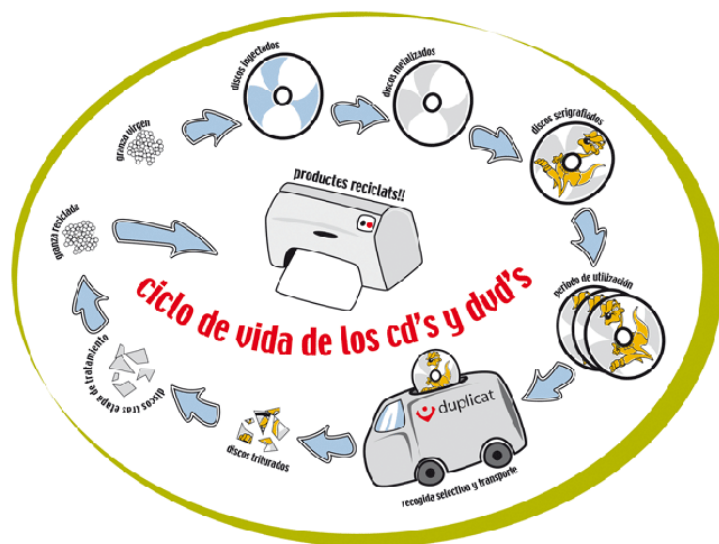 granza virgen
discos inyectados
discos metalizados
discos serigrafiados
periodo de utilización
duplicat
recogida selectiva y transporte
discos triturados
discos tras etapa de tratamiento
granza reciclade
productes reciclats!!
ciclo de vida de los cd's y dvd's